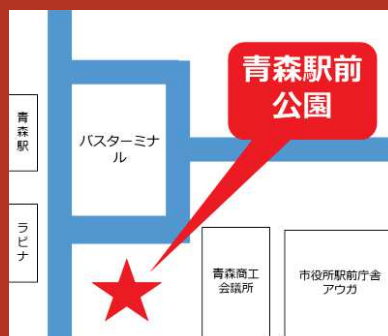 青森駅前
公園
青森駅
バスターミナ
ル
ラビナ
青森商工
会議所
市役所駅前庁舎
アウガ